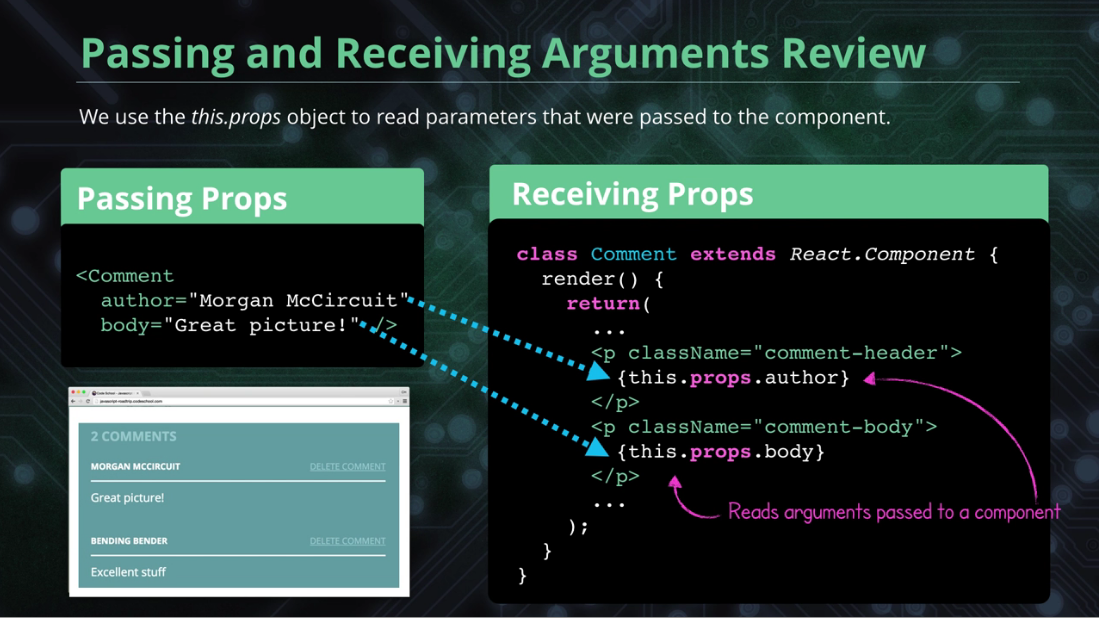 Passing and Receiving Arguments Review
We use the this.props object to read parameters that were passed to the component.
Passing Props
<Comment
author="Morgan McCircuit"
body="Great picture!" />
2 COMMENTS
MORGAN MCCIRCUIT DELETE COMMENT
Great picture!
BENDING BENDER DELETE COMMENT
Excellent stuff
Receiving Props
class Comment extends React.Component {
render() {
return(
...
<p className="comment-header">
{this.props.author}
</p>
<p className="comment-body">
{this.props.body}
</p>
...
);
}
}
Reads arguments passed to a component